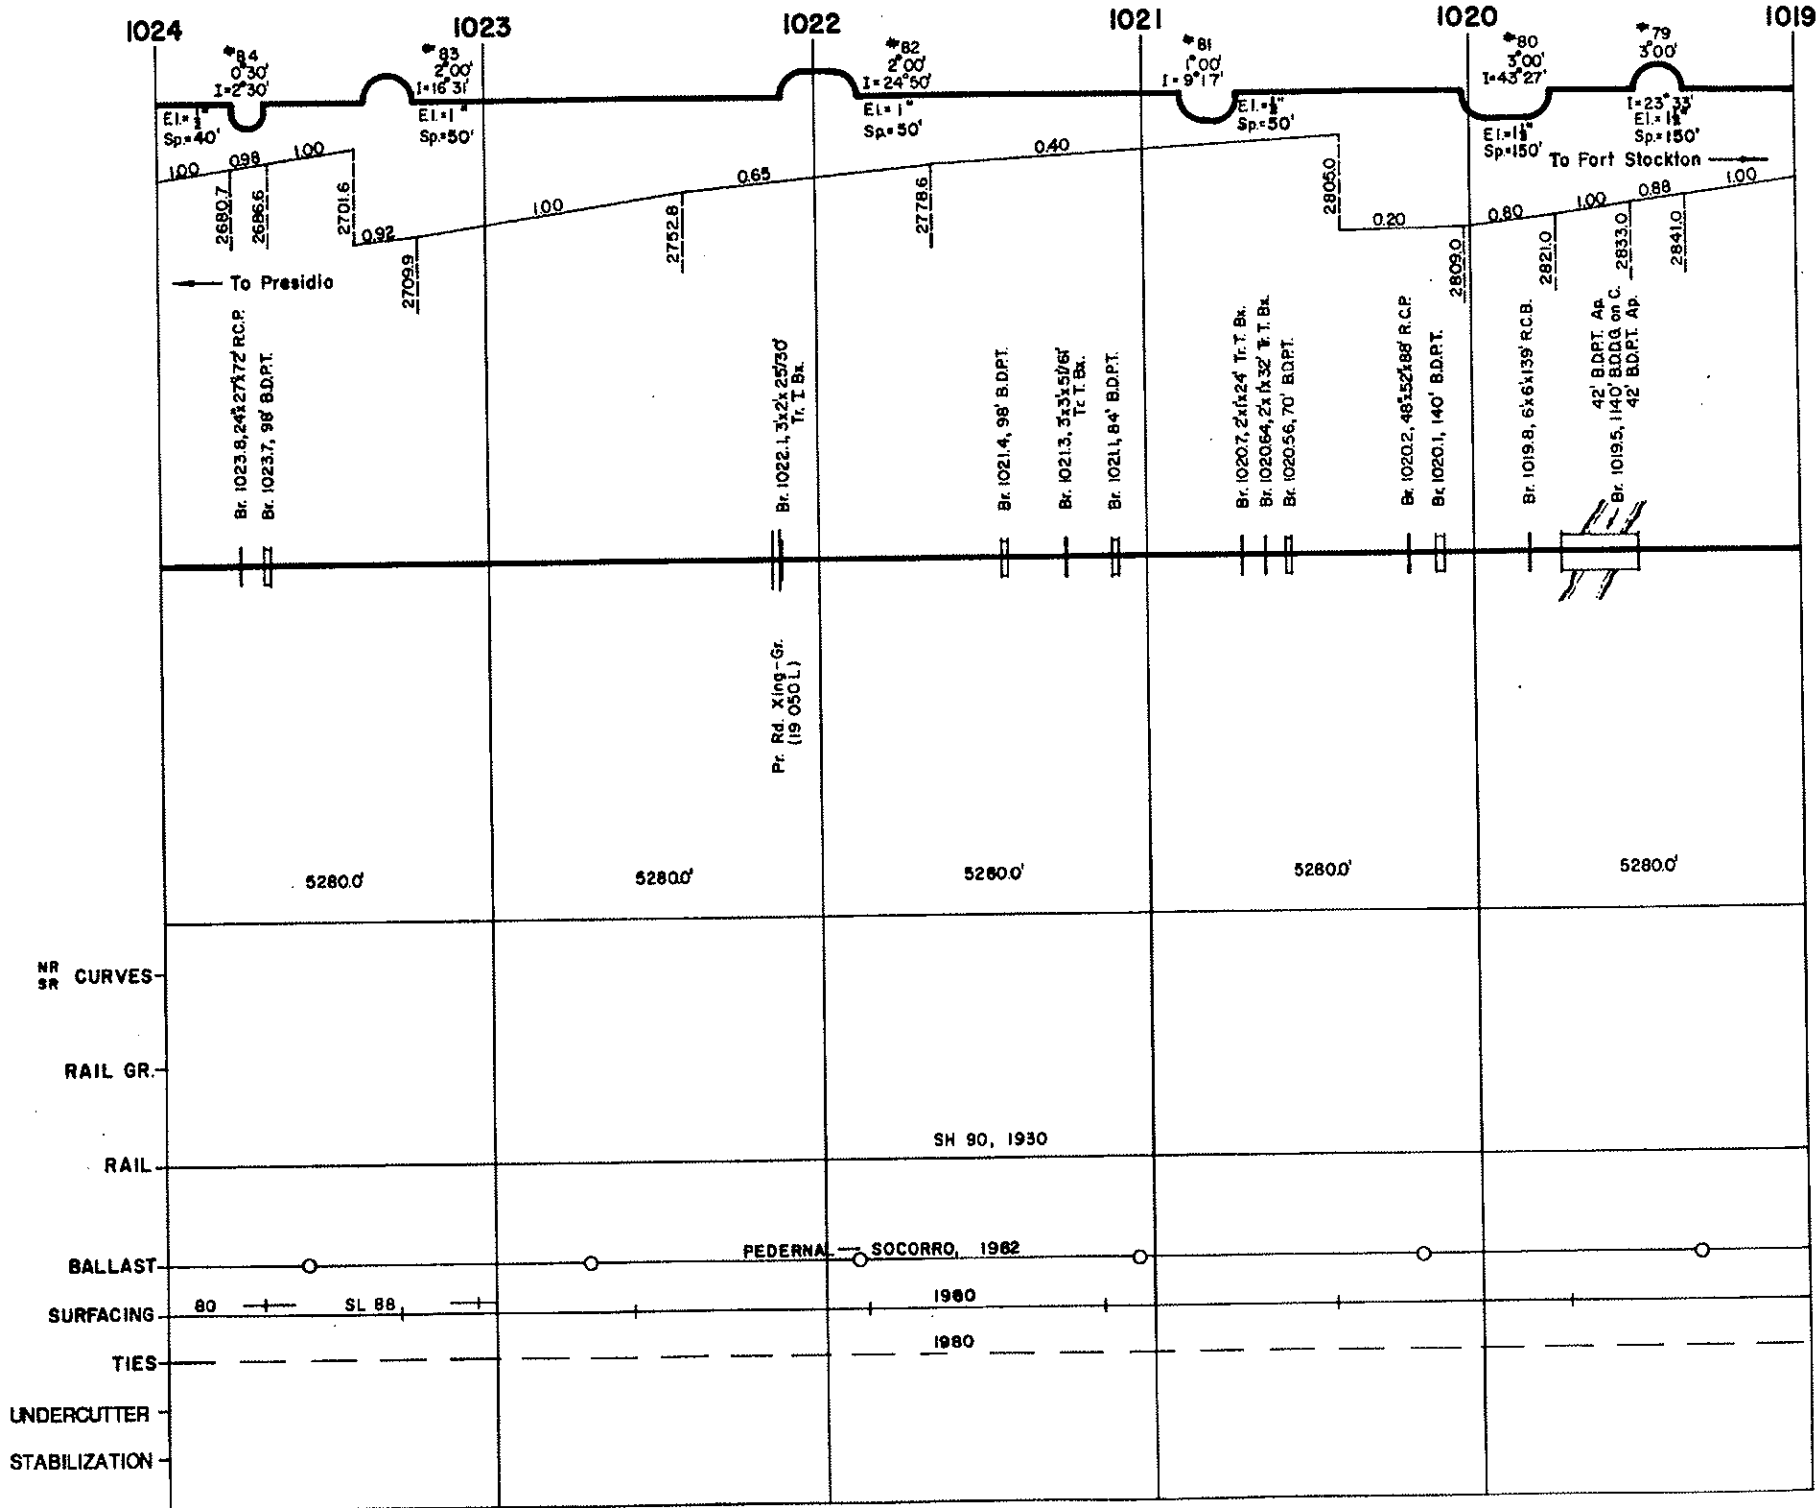 1024
1023
1022
1021
1020
1019
#84
0°30'
I=2°30'
El.=½"
Sp.=40'
#83
2°00'
I=16°31'
El.=1"
Sp.=50'
#82
2°00'
I=24°50'
El.=1"
Sp.=50'
#81
1°00'
I=9°17'
El.=½"
Sp.=50'
#80
3°00'
I=43°27'
El.=1½"
Sp.=150'
#79
3°00'
I=23°33'
El.=1½"
Sp.=150'
To Fort Stockton
1.00
0.98
1.00
0.92
1.00
0.65
0.40
0.20
0.80
1.00
0.88
1.00
2680.7
2686.6
2701.6
2709.9
2752.8
2778.6
2805.0
2809.0
2821.0
2833.0
2841.0
To Presidio
Br. 1023.8, 24"x27"x72' R.C.P.
Br. 1023.7, 98' B.D.P.T.
Br. 1022.1, 3'x2'x25'/30'
Tr. T. Bx.
Br. 1021.4, 98' B.D.P.T.
Br. 1021.3, 3'x3'x51'/61'
Tr. T. Bx.
Br. 1021.1, 84' B.D.P.T.
Br. 1020.7, 2'x1'x24' Tr. T. Bx.
Br. 1020.64, 2'x1'x32' Tr. T. Bx.
Br. 1020.56, 70' B.D.P.T.
Br. 1020.2, 48"x52"x88' R.C.P.
Br. 1020.1, 140' B.D.P.T.
Br. 1019.8, 6'x6'x139' R.C.B.
42' B.D.P.T. Ap.
Br. 1019.5, 1140' B.D.D.G. on C.
42' B.D.P.T. Ap.
Pr. Rd. Xing-Gr.
(19 050 L)
5280.0'
5280.0'
5280.0'
5280.0'
5280.0'
NR
SR
CURVES
RAIL GR.
RAIL
SH 90, 1930
BALLAST
PEDERNAL — SOCORRO, 1962
SURFACING
80
SL 88
1980
TIES
1980
UNDERCUTTER
STABILIZATION